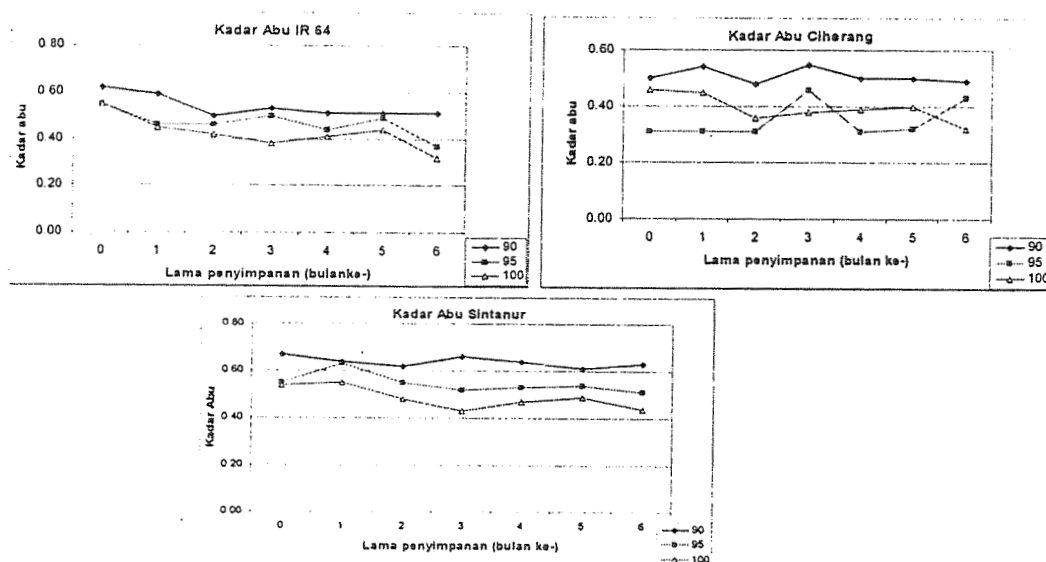 Kadar Abu IR 64
0.80
0.60
0.40
0.20
0.00
Kadar abu
0 1 2 3 4 5 6
Lama penyimpanan (bulanke-)
90
95
100
Kadar Abu Ciherang
0.60
0.40
0.20
0.00
Kadar abu
0 1 2 3 4 5 6
Lama penyimpanan (bulan ke-)
90
95
100
Kadar Abu Sintanur
0.80
0.60
0.40
0.20
0.00
Kadar Abu
0 1 2 3 4 5 6
Lama penyimpanan (bulan ke-)
90
95
100